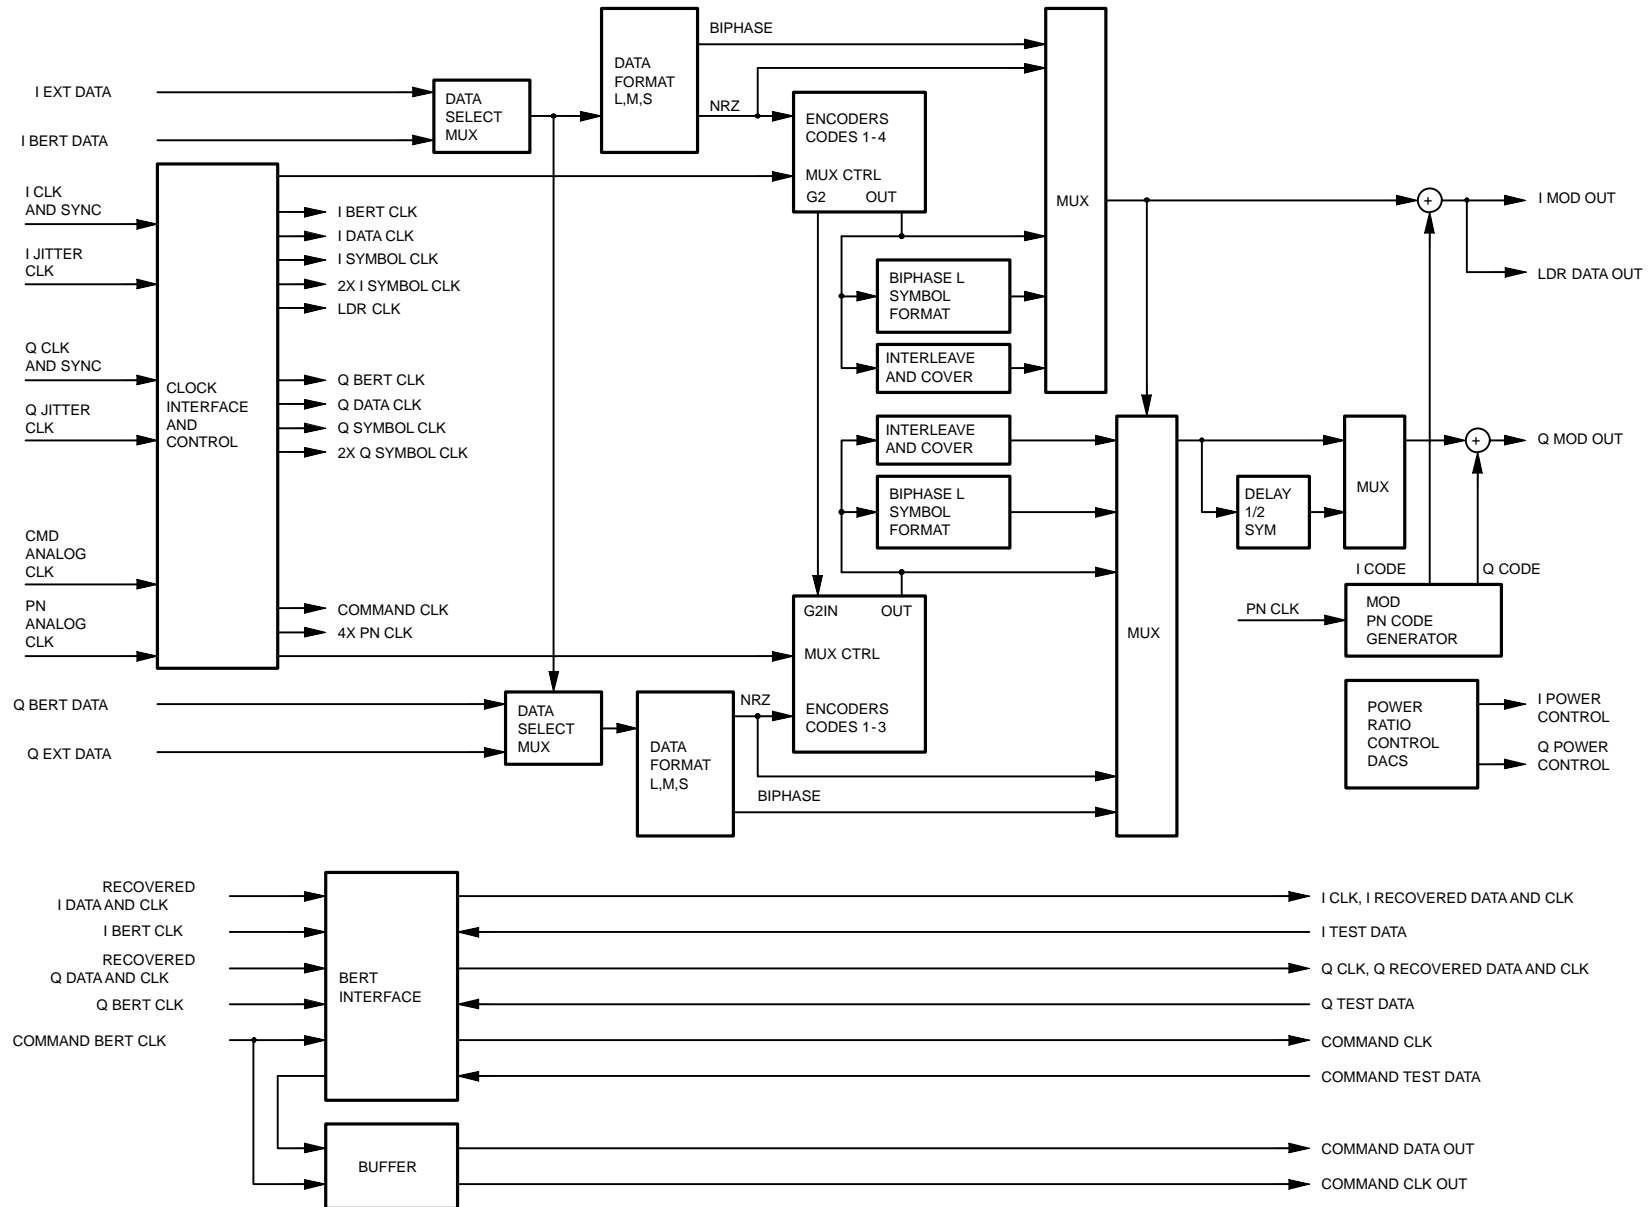 BIPHASE
DATA
FORMAT
L,M,S
NRZ
I EXT DATA
I BERT DATA
DATA
SELECT
MUX
ENCODERS
CODES 1-4
MUX CTRL
G2 OUT
MUX
I CLK
AND SYNC
I JITTER
CLK
Q CLK
AND SYNC
Q JITTER
CLK
CMD
ANALOG
CLK
PN
ANALOG
CLK
CLOCK
INTERFACE
AND
CONTROL
I BERT CLK
I DATA CLK
I SYMBOL CLK
2X I SYMBOL CLK
LDR CLK
Q BERT CLK
Q DATA CLK
Q SYMBOL CLK
2X Q SYMBOL CLK
COMMAND CLK
4X PN CLK
BIPHASE L
SYMBOL
FORMAT
INTERLEAVE
AND COVER
INTERLEAVE
AND COVER
BIPHASE L
SYMBOL
FORMAT
+
I MOD OUT
LDR DATA OUT
+
Q MOD OUT
DELAY
1/2
SYM
MUX
MUX
I CODE
Q CODE
PN CLK
MOD
PN CODE
GENERATOR
G2IN OUT
MUX CTRL
ENCODERS
CODES 1-3
Q BERT DATA
Q EXT DATA
DATA
SELECT
MUX
NRZ
DATA
FORMAT
L,M,S
BIPHASE
POWER
RATIO
CONTROL
DACS
I POWER
CONTROL
Q POWER
CONTROL
RECOVERED
I DATA AND CLK
I BERT CLK
RECOVERED
Q DATA AND CLK
Q BERT CLK
COMMAND BERT CLK
BERT
INTERFACE
I CLK, I RECOVERED DATA AND CLK
I TEST DATA
Q CLK, Q RECOVERED DATA AND CLK
Q TEST DATA
COMMAND CLK
COMMAND TEST DATA
BUFFER
COMMAND DATA OUT
COMMAND CLK OUT